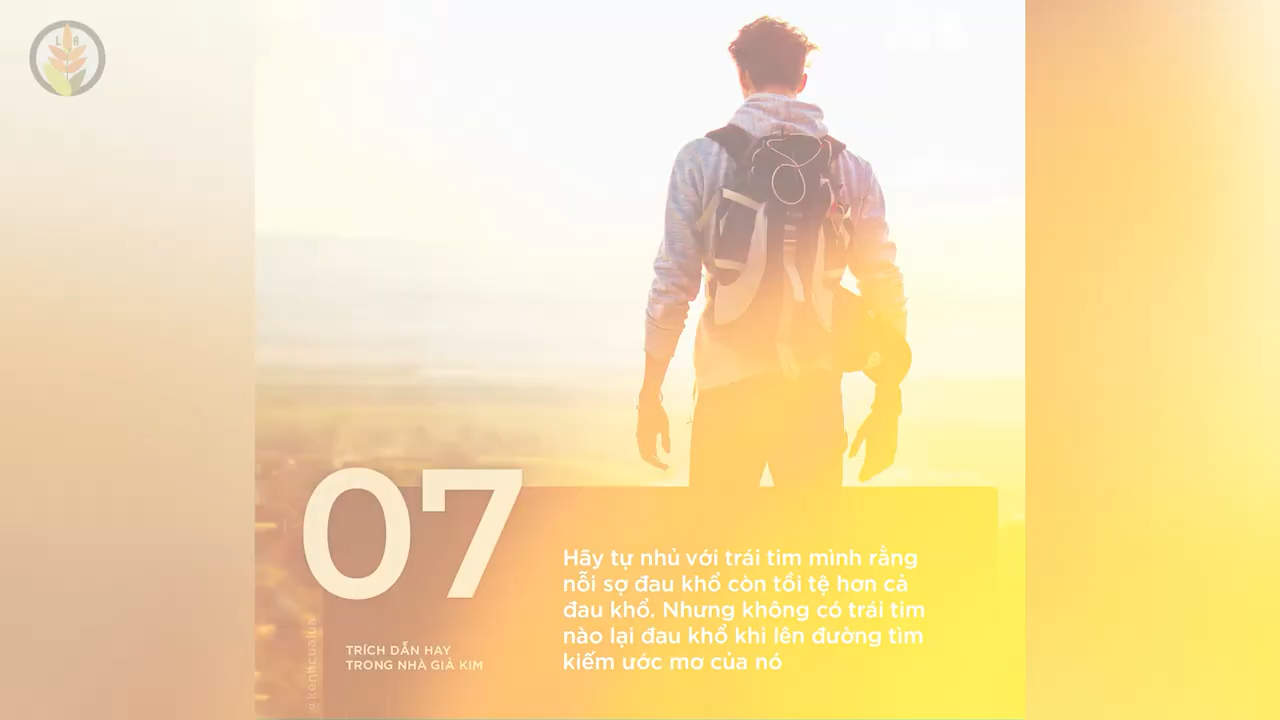 L A
07
Hãy tự nhủ với trái tim mình rằng
nỗi sợ đau khổ còn tồi tệ hơn cả
đau khổ. Nhưng không có trái tim
nào lại đau khổ khi lên đường tìm
kiếm ước mơ của nó
TRÍCH DẪN HAY
TRONG NHÀ GIẢ KIM
kenhcualua